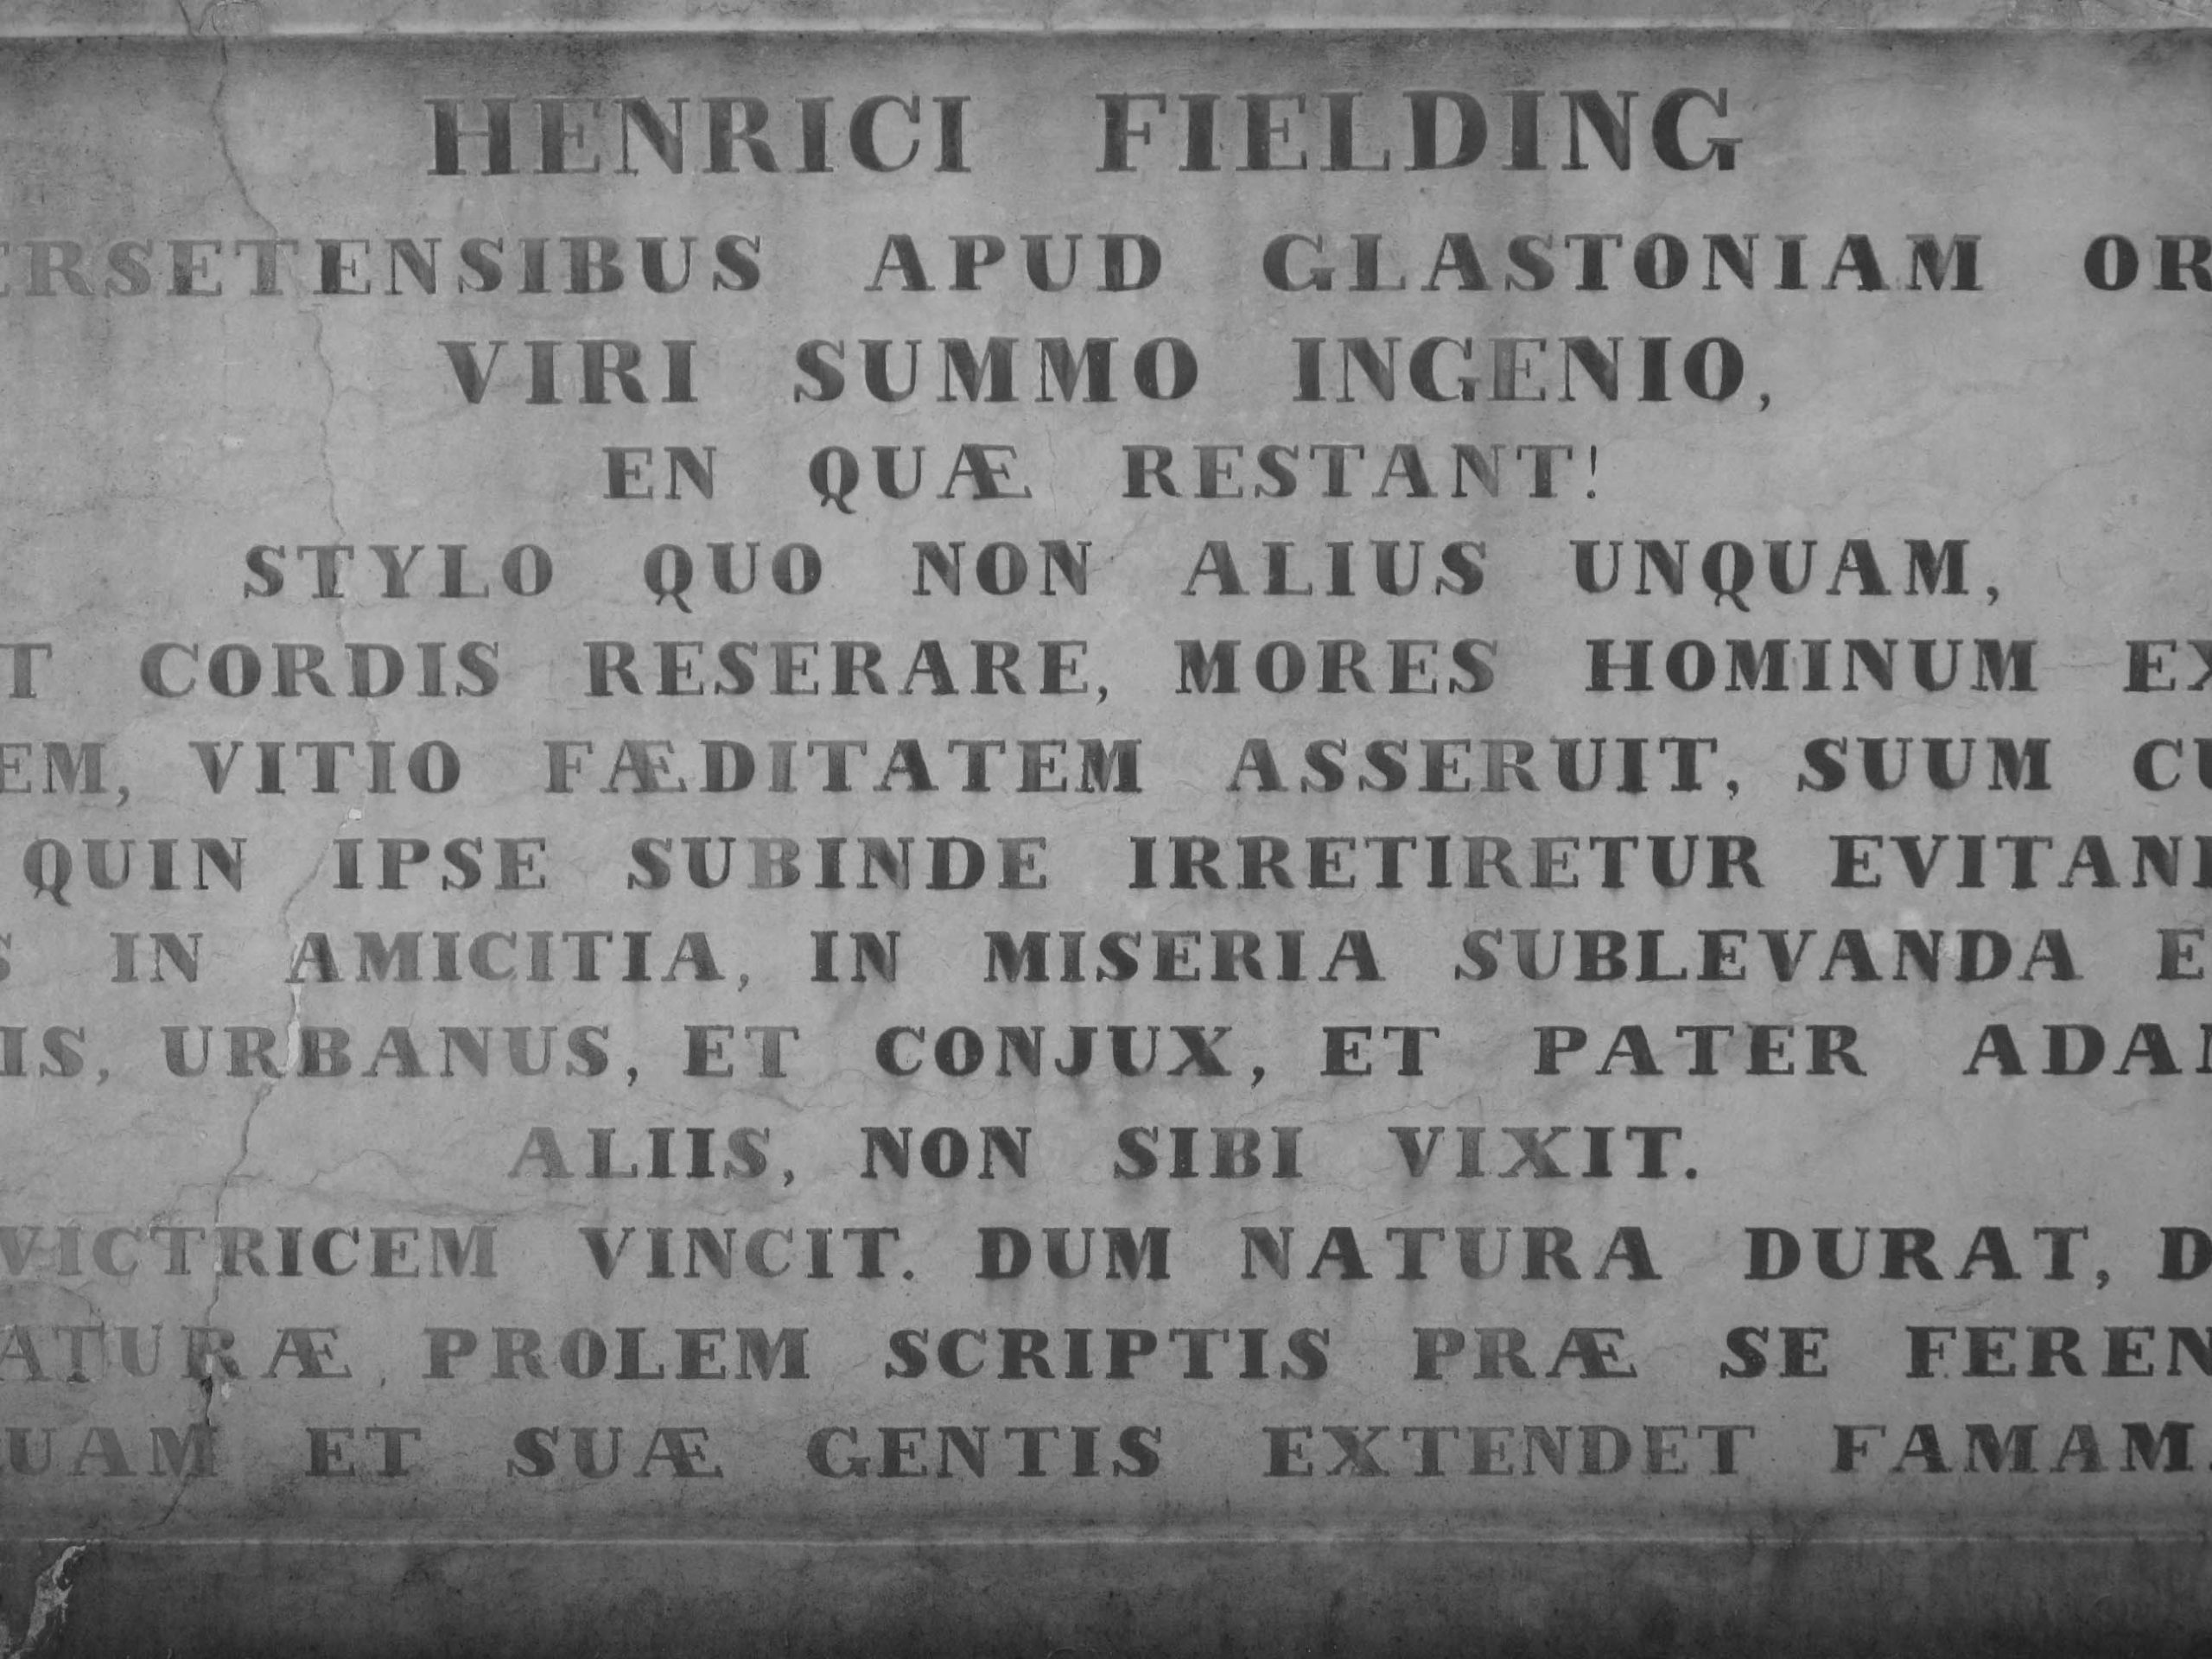 HENRICI FIELDING
ERSETENSIBUS APUD GLASTONIAM OR
VIRI SUMMO INGENIO,
EN QUÆ RESTANT!
STYLO QUO NON ALIUS UNQUAM,
T CORDIS RESERARE, MORES HOMINUM EX
EM, VITIO FÆDITATEM ASSERUIT, SUUM CU
QUIN IPSE SUBINDE IRRETIRETUR EVITAN
S IN AMICITIA, IN MISERIA SUBLEVANDA E
IS, URBANUS, ET CONJUX, ET PATER ADA
ALIIS, NON SIBI VIXIT.
VICTRICEM VINCIT. DUM NATURA DURAT, D
ATURÆ, PROLEM SCRIPTIS PRÆ SE FEREN
UAM ET SUÆ GENTIS EXTENDET FAMAM.